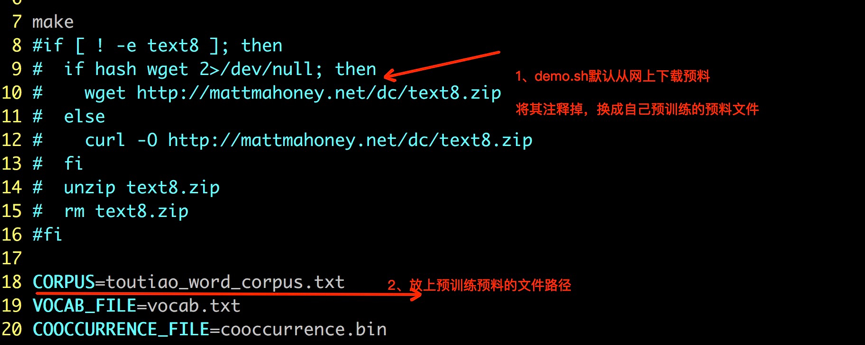 7 make
8 #if [ ! -e text8 ]; then
9 #  if hash wget 2>/dev/null; then
1、demo.sh默认从网上下载预料
10 #    wget http://mattmahoney.net/dc/text8.zip
将其注释掉，换成自己预训练的预料文件
11 #  else
12 #    curl -O http://mattmahoney.net/dc/text8.zip
13 #  fi
14 #  unzip text8.zip
15 #  rm text8.zip
16 #fi
17
18 CORPUS=toutiao_word_corpus.txt
2、放上预训练预料的文件路径
19 VOCAB_FILE=vocab.txt
20 COOCCURRENCE_FILE=cooccurrence.bin